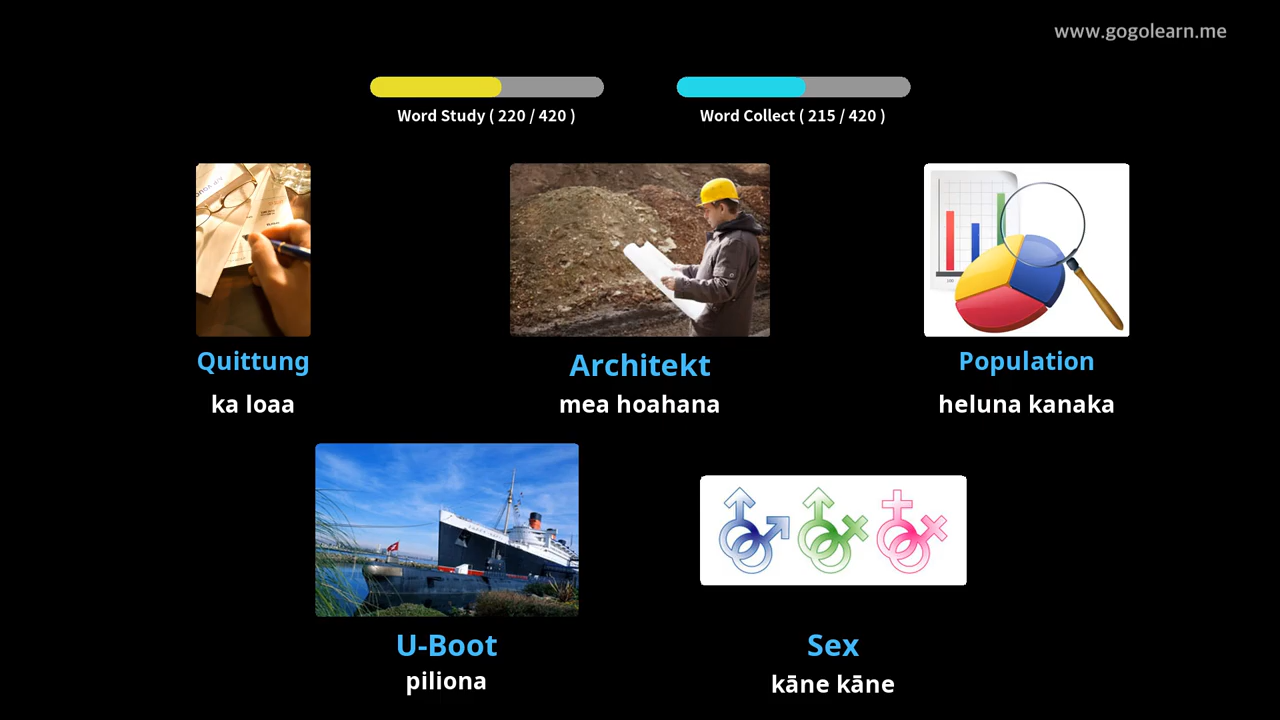 www.gogolearn.me
Word Study ( 220 / 420 )
Word Collect ( 215 / 420 )
Quittung
ka loaa
Architekt
mea hoahana
Population
heluna kanaka
U-Boot
piliona
Sex
kāne kāne